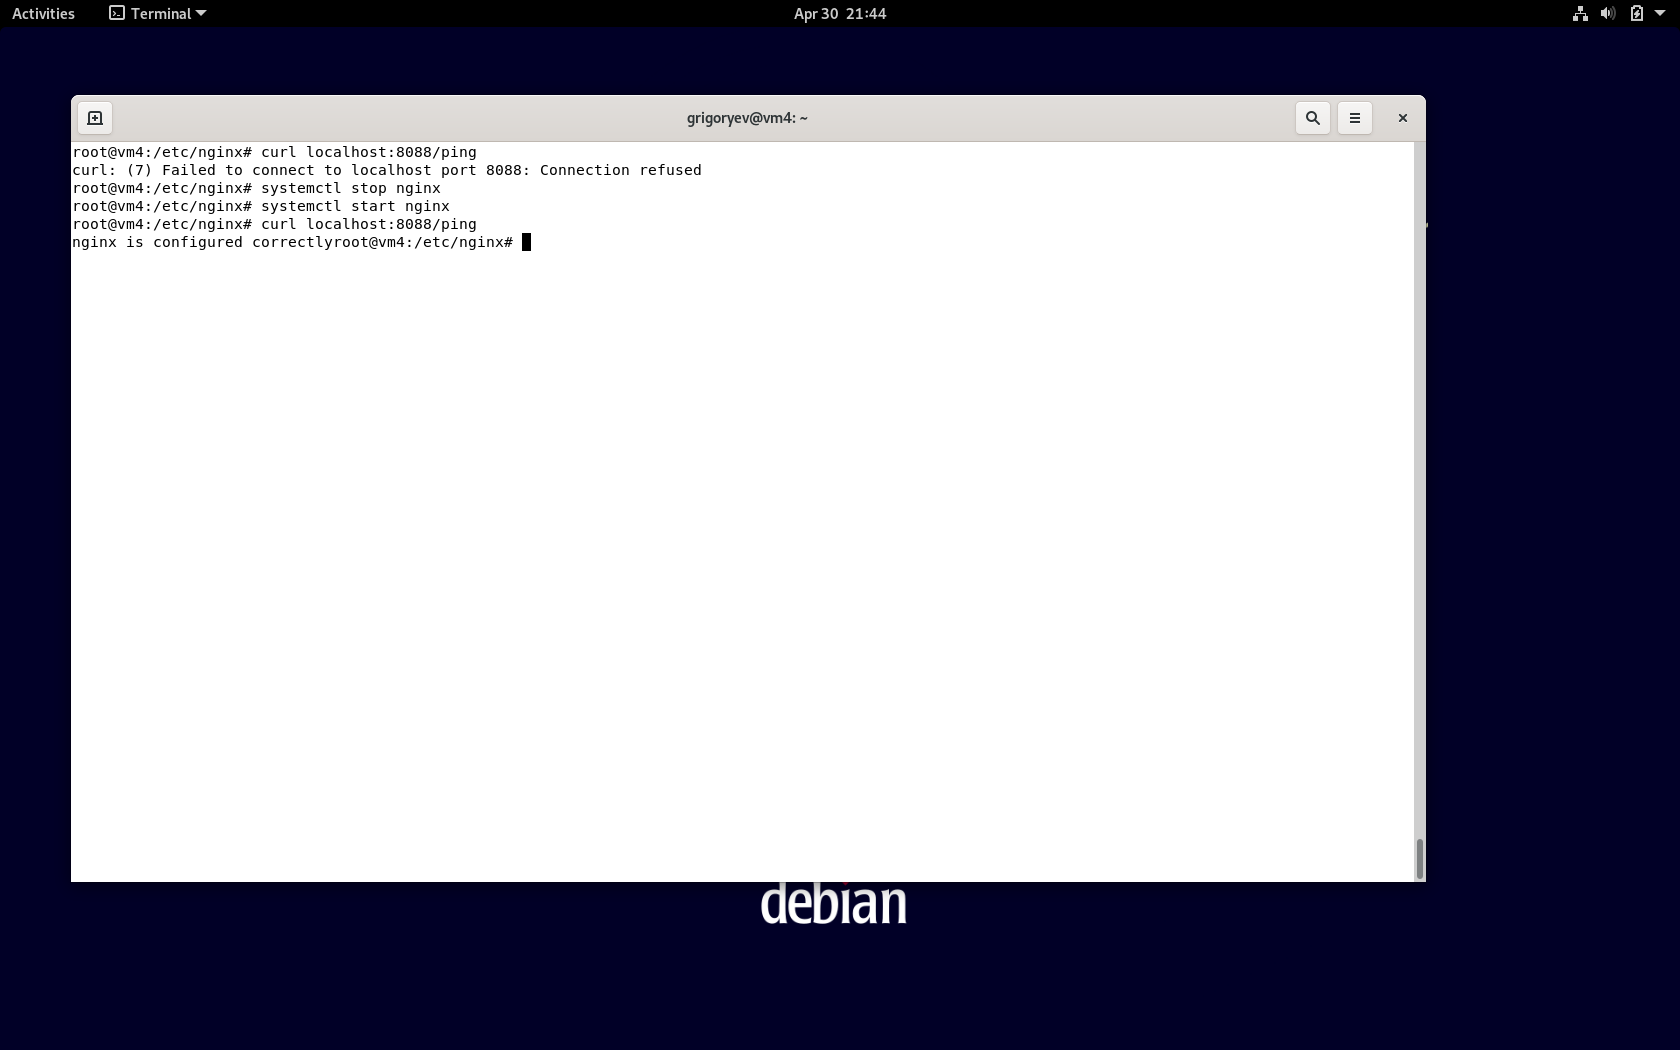 Activities Terminal Apr 30 21:44
grigoryev@vm4: ~
root@vm4:/etc/nginx# curl localhost:8088/ping
curl: (7) Failed to connect to localhost port 8088: Connection refused
root@vm4:/etc/nginx# systemctl stop nginx
root@vm4:/etc/nginx# systemctl start nginx
root@vm4:/etc/nginx# curl localhost:8088/ping
nginx is configured correctlyroot@vm4:/etc/nginx#
debian